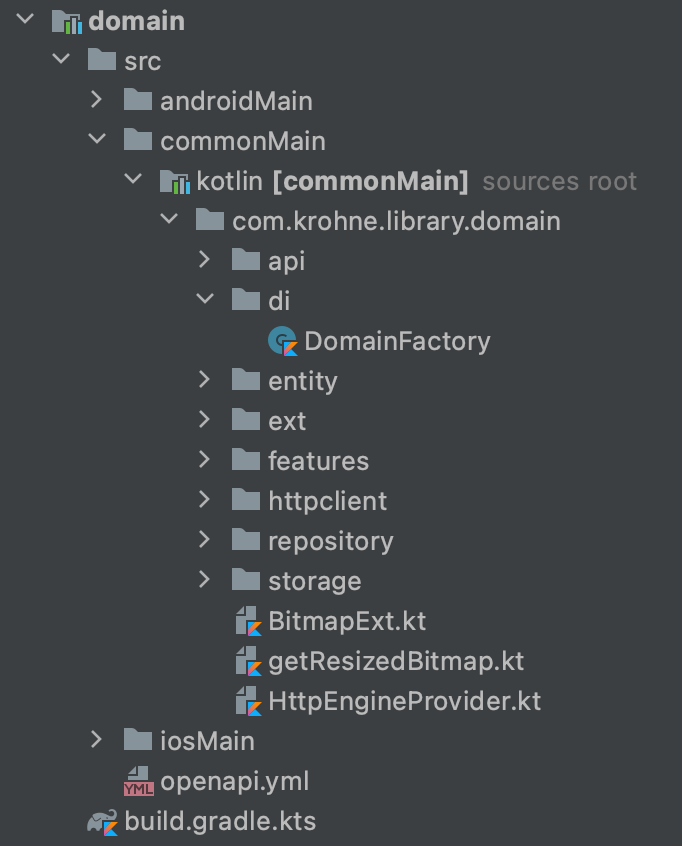 domain
src
androidMain
commonMain
kotlin [commonMain] sources root
com.krohne.library.domain
api
di
DomainFactory
entity
ext
features
httpclient
repository
storage
BitmapExt.kt
getResizedBitmap.kt
HttpEngineProvider.kt
iosMain
YML openapi.yml
build.gradle.kts